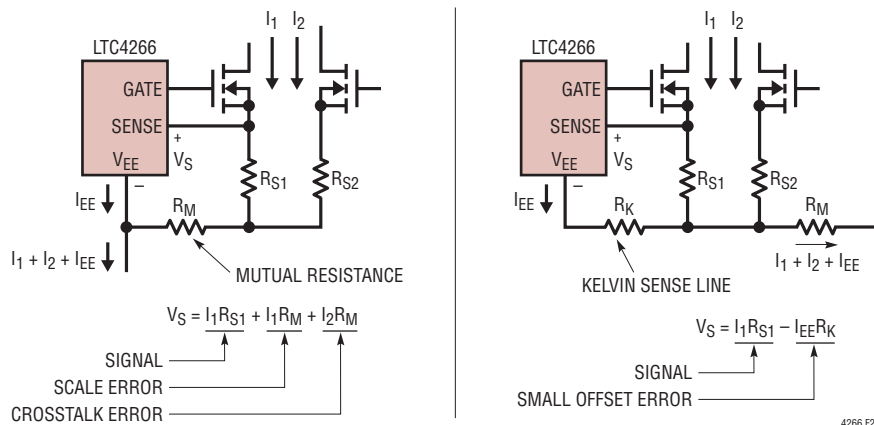 I1 I2
LTC4266
GATE
SENSE
+
VEE
VS
–
RS1
RS2
IEE
RM
I1 + I2 + IEE
MUTUAL RESISTANCE
VS = I1RS1 + I1RM + I2RM
SIGNAL
SCALE ERROR
CROSSTALK ERROR
I1 I2
LTC4266
GATE
SENSE
+
VEE
VS
–
RS1
RS2
IEE
RK
RM
I1 + I2 + IEE
KELVIN SENSE LINE
VS = I1RS1 – IEERK
SIGNAL
SMALL OFFSET ERROR